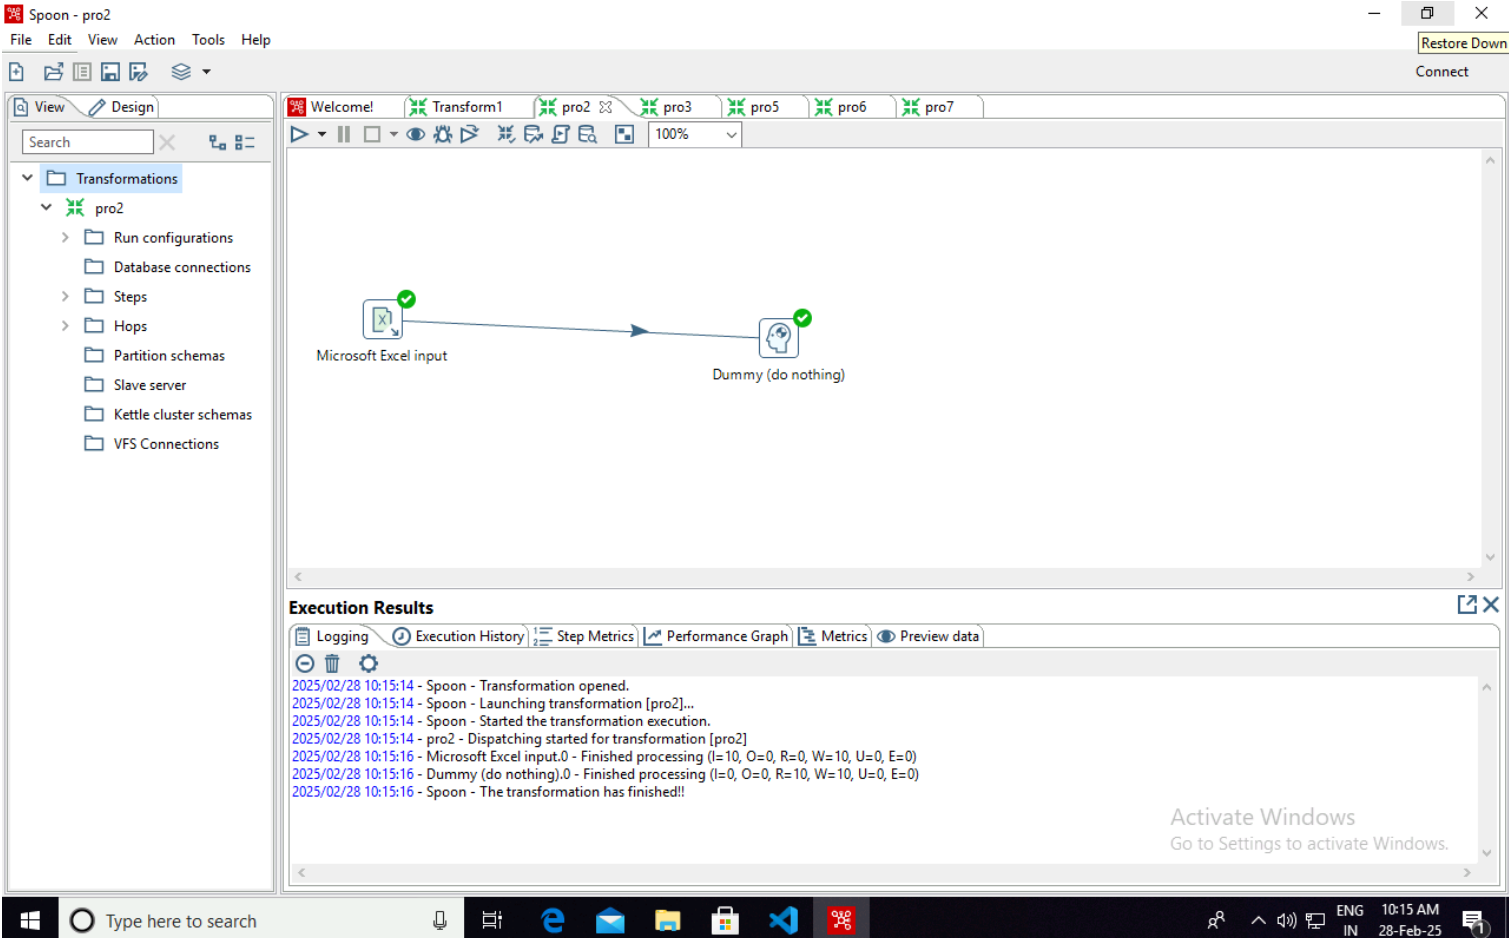 Spoon - pro2
File Edit View Action Tools Help
Restore Down
Connect
View Design
Welcome! Transform1 pro2 pro3 pro5 pro6 pro7
Search
100%
Transformations
pro2
Run configurations
Database connections
Steps
Hops
Partition schemas
Slave server
Kettle cluster schemas
VFS Connections
Microsoft Excel input
Dummy (do nothing)
Execution Results
Logging Execution History Step Metrics Performance Graph Metrics Preview data
2025/02/28 10:15:14 - Spoon - Transformation opened.
2025/02/28 10:15:14 - Spoon - Launching transformation [pro2]...
2025/02/28 10:15:14 - Spoon - Started the transformation execution.
2025/02/28 10:15:14 - pro2 - Dispatching started for transformation [pro2]
2025/02/28 10:15:16 - Microsoft Excel input.0 - Finished processing (I=10, O=0, R=0, W=10, U=0, E=0)
2025/02/28 10:15:16 - Dummy (do nothing).0 - Finished processing (I=0, O=0, R=10, W=10, U=0, E=0)
2025/02/28 10:15:16 - Spoon - The transformation has finished!!
Activate Windows
Go to Settings to activate Windows.
Type here to search
ENG
IN
10:15 AM
28-Feb-25
1